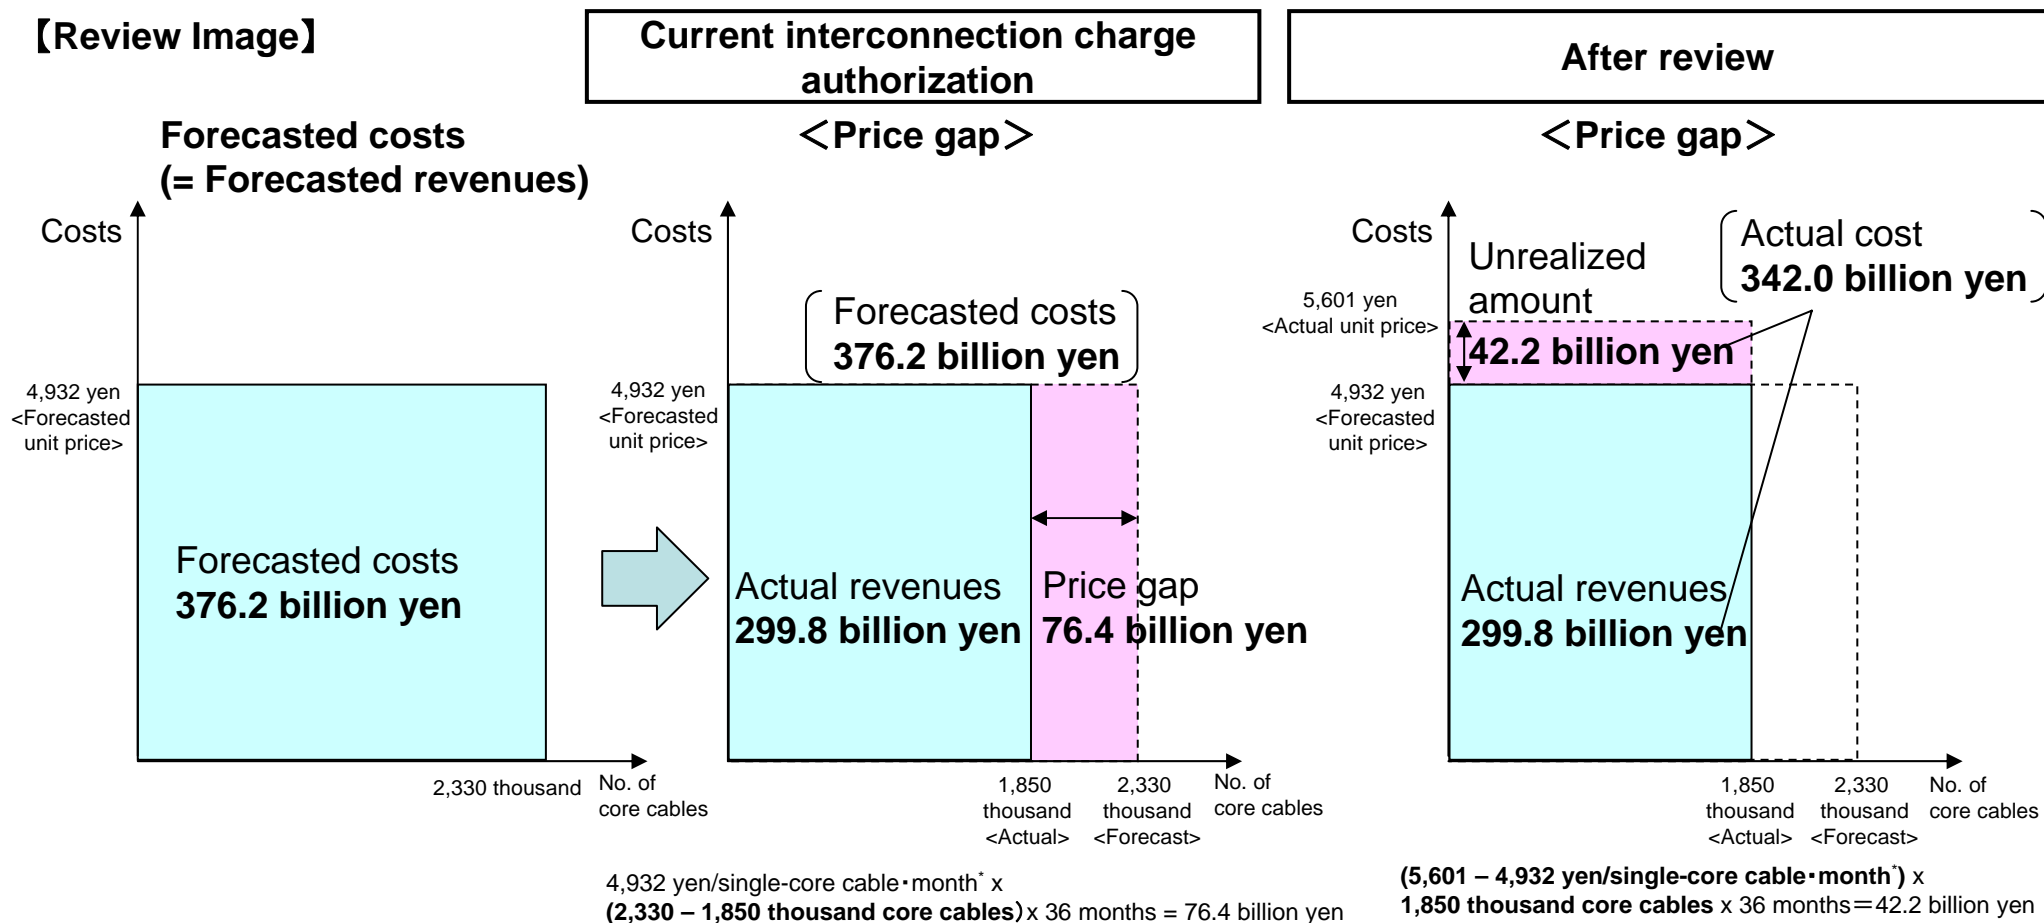 【Review Image】
Current interconnection charge
authorization
After review
Forecasted costs
(= Forecasted revenues)
<Price gap>
<Price gap>
Costs
4,932 yen
<Forecasted
unit price>
Forecasted costs
376.2 billion yen
2,330 thousand
No. of
core cables
Costs
Forecasted costs
376.2 billion yen
4,932 yen
<Forecasted
unit price>
Actual revenues
299.8 billion yen
Price gap
76.4 billion yen
1,850
thousand
<Actual>
2,330
thousand
<Forecast>
No. of
core cables
4,932 yen/single-core cable・month* x
(2,330 – 1,850 thousand core cables) x 36 months = 76.4 billion yen
Costs
Unrealized
amount
Actual cost
342.0 billion yen
5,601 yen
<Actual unit price>
42.2 billion yen
4,932 yen
<Forecasted
unit price>
Actual revenues
299.8 billion yen
1,850
thousand
<Actual>
2,330
thousand
<Forecast>
No. of
core cables
(5,601 – 4,932 yen/single-core cable・month*) x
1,850 thousand core cables x 36 months＝42.2 billion yen